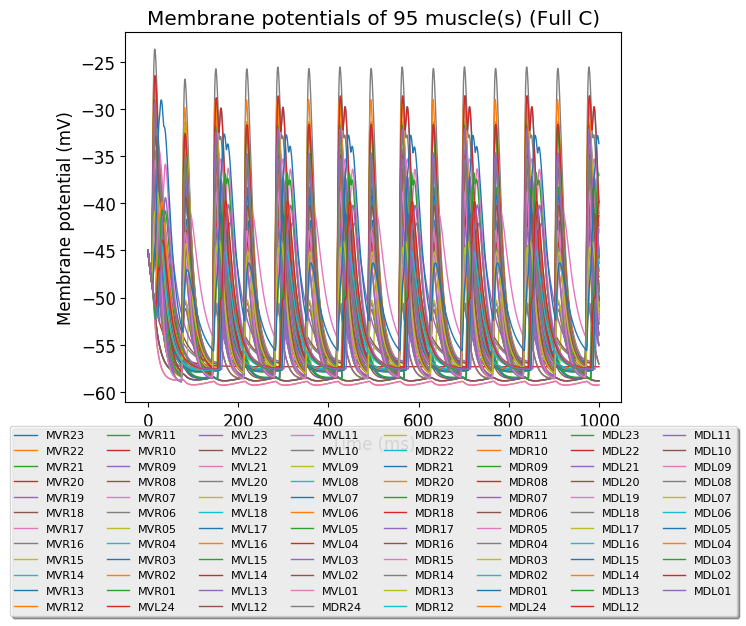 Membrane potentials of 95 muscle(s) (Full C)
Membrane potential (mV)
−25
−30
−35
−40
−45
−50
−55
−60
0 200 400 600 800 1000
Time (ms)
MVR23 MVR11 MVL23 MVL11 MDR23 MDR11 MDL23 MDL11
MVR22 MVR10 MVL22 MVL10 MDR22 MDR10 MDL22 MDL10
MVR21 MVR09 MVL21 MVL09 MDR21 MDR09 MDL21 MDL09
MVR20 MVR08 MVL20 MVL08 MDR20 MDR08 MDL20 MDL08
MVR19 MVR07 MVL19 MVL07 MDR19 MDR07 MDL19 MDL07
MVR18 MVR06 MVL18 MVL06 MDR18 MDR06 MDL18 MDL06
MVR17 MVR05 MVL17 MVL05 MDR17 MDR05 MDL17 MDL05
MVR16 MVR04 MVL16 MVL04 MDR16 MDR04 MDL16 MDL04
MVR15 MVR03 MVL15 MVL03 MDR15 MDR03 MDL15 MDL03
MVR14 MVR02 MVL14 MVL02 MDR14 MDR02 MDL14 MDL02
MVR13 MVR01 MVL13 MVL01 MDR13 MDR01 MDL13 MDL01
MVR12 MVL24 MVL12 MDR24 MDR12 MDL24 MDL12